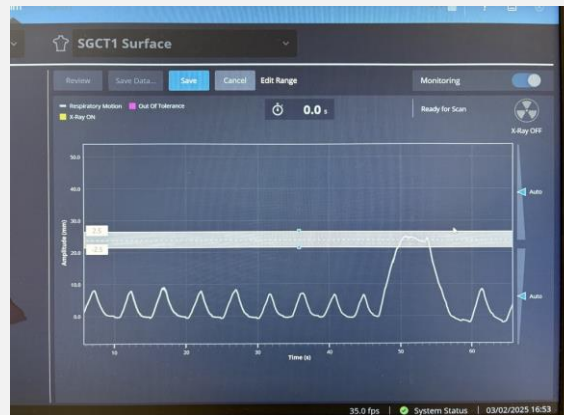 SGCT1 Surface
Review Save Data... Save Cancel Edit Range Monitoring
Respiratory Motion Out Of Tolerance
X-Ray ON
0.0 s
Ready for Scan
X-Ray OFF
50.0
40.0
Auto
30.0
2.5
-2.5
20.0
10.0
Auto
0.0
Amplitude (mm)
10 20 30 40 50 60
Time (s)
35.0 fps | System Status | 03/02/2025 16:53